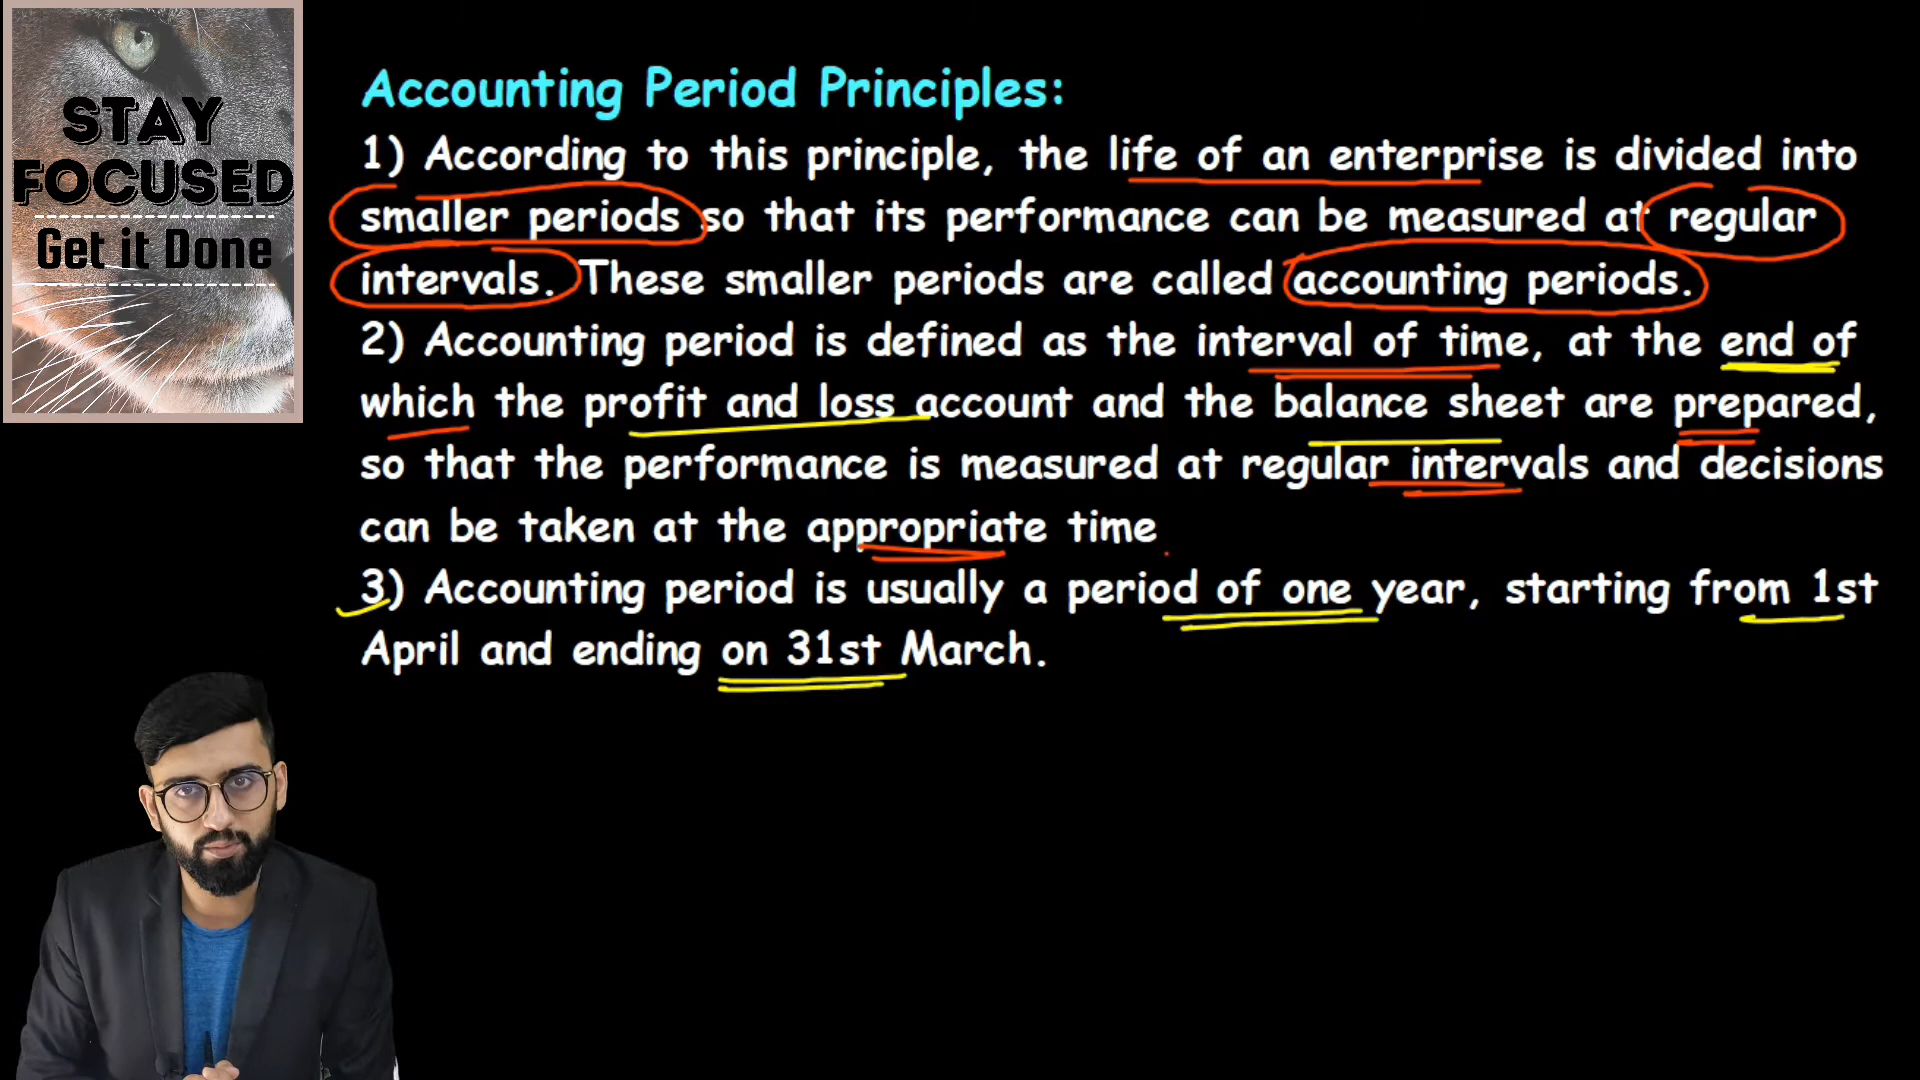 STAY
FOCUSED
Get it Done
Accounting Period Principles:
1) According to this principle, the life of an enterprise is divided into
smaller periods so that its performance can be measured at regular
intervals. These smaller periods are called accounting periods.
2) Accounting period is defined as the interval of time, at the end of
which the profit and loss account and the balance sheet are prepared,
so that the performance is measured at regular intervals and decisions
can be taken at the appropriate time
3) Accounting period is usually a period of one year, starting from 1st
April and ending on 31st March.